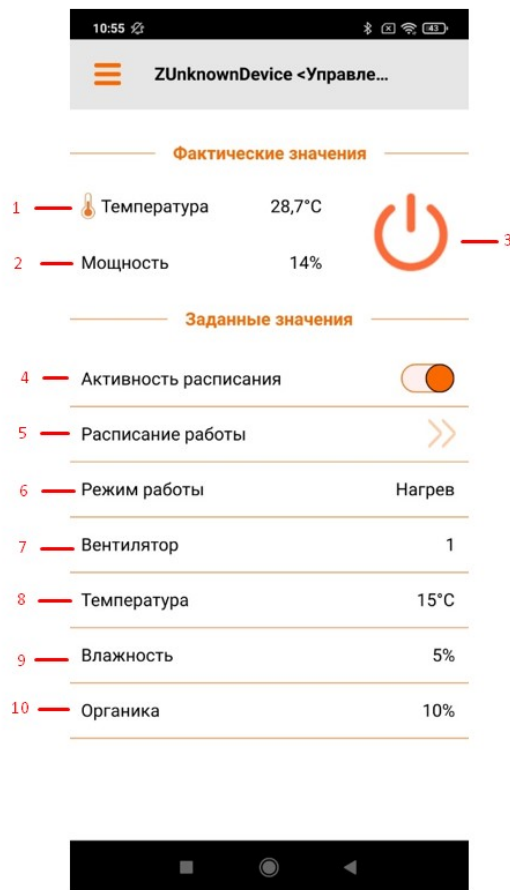 10:55 43
ZUnknownDevice <Управле...
Фактические значения
1 Температура 28,7°C
3
2 Мощность 14%
Заданные значения
4 Активность расписания
5 Расписание работы
6 Режим работы Нагрев
7 Вентилятор 1
8 Температура 15°C
9 Влажность 5%
10 Органика 10%